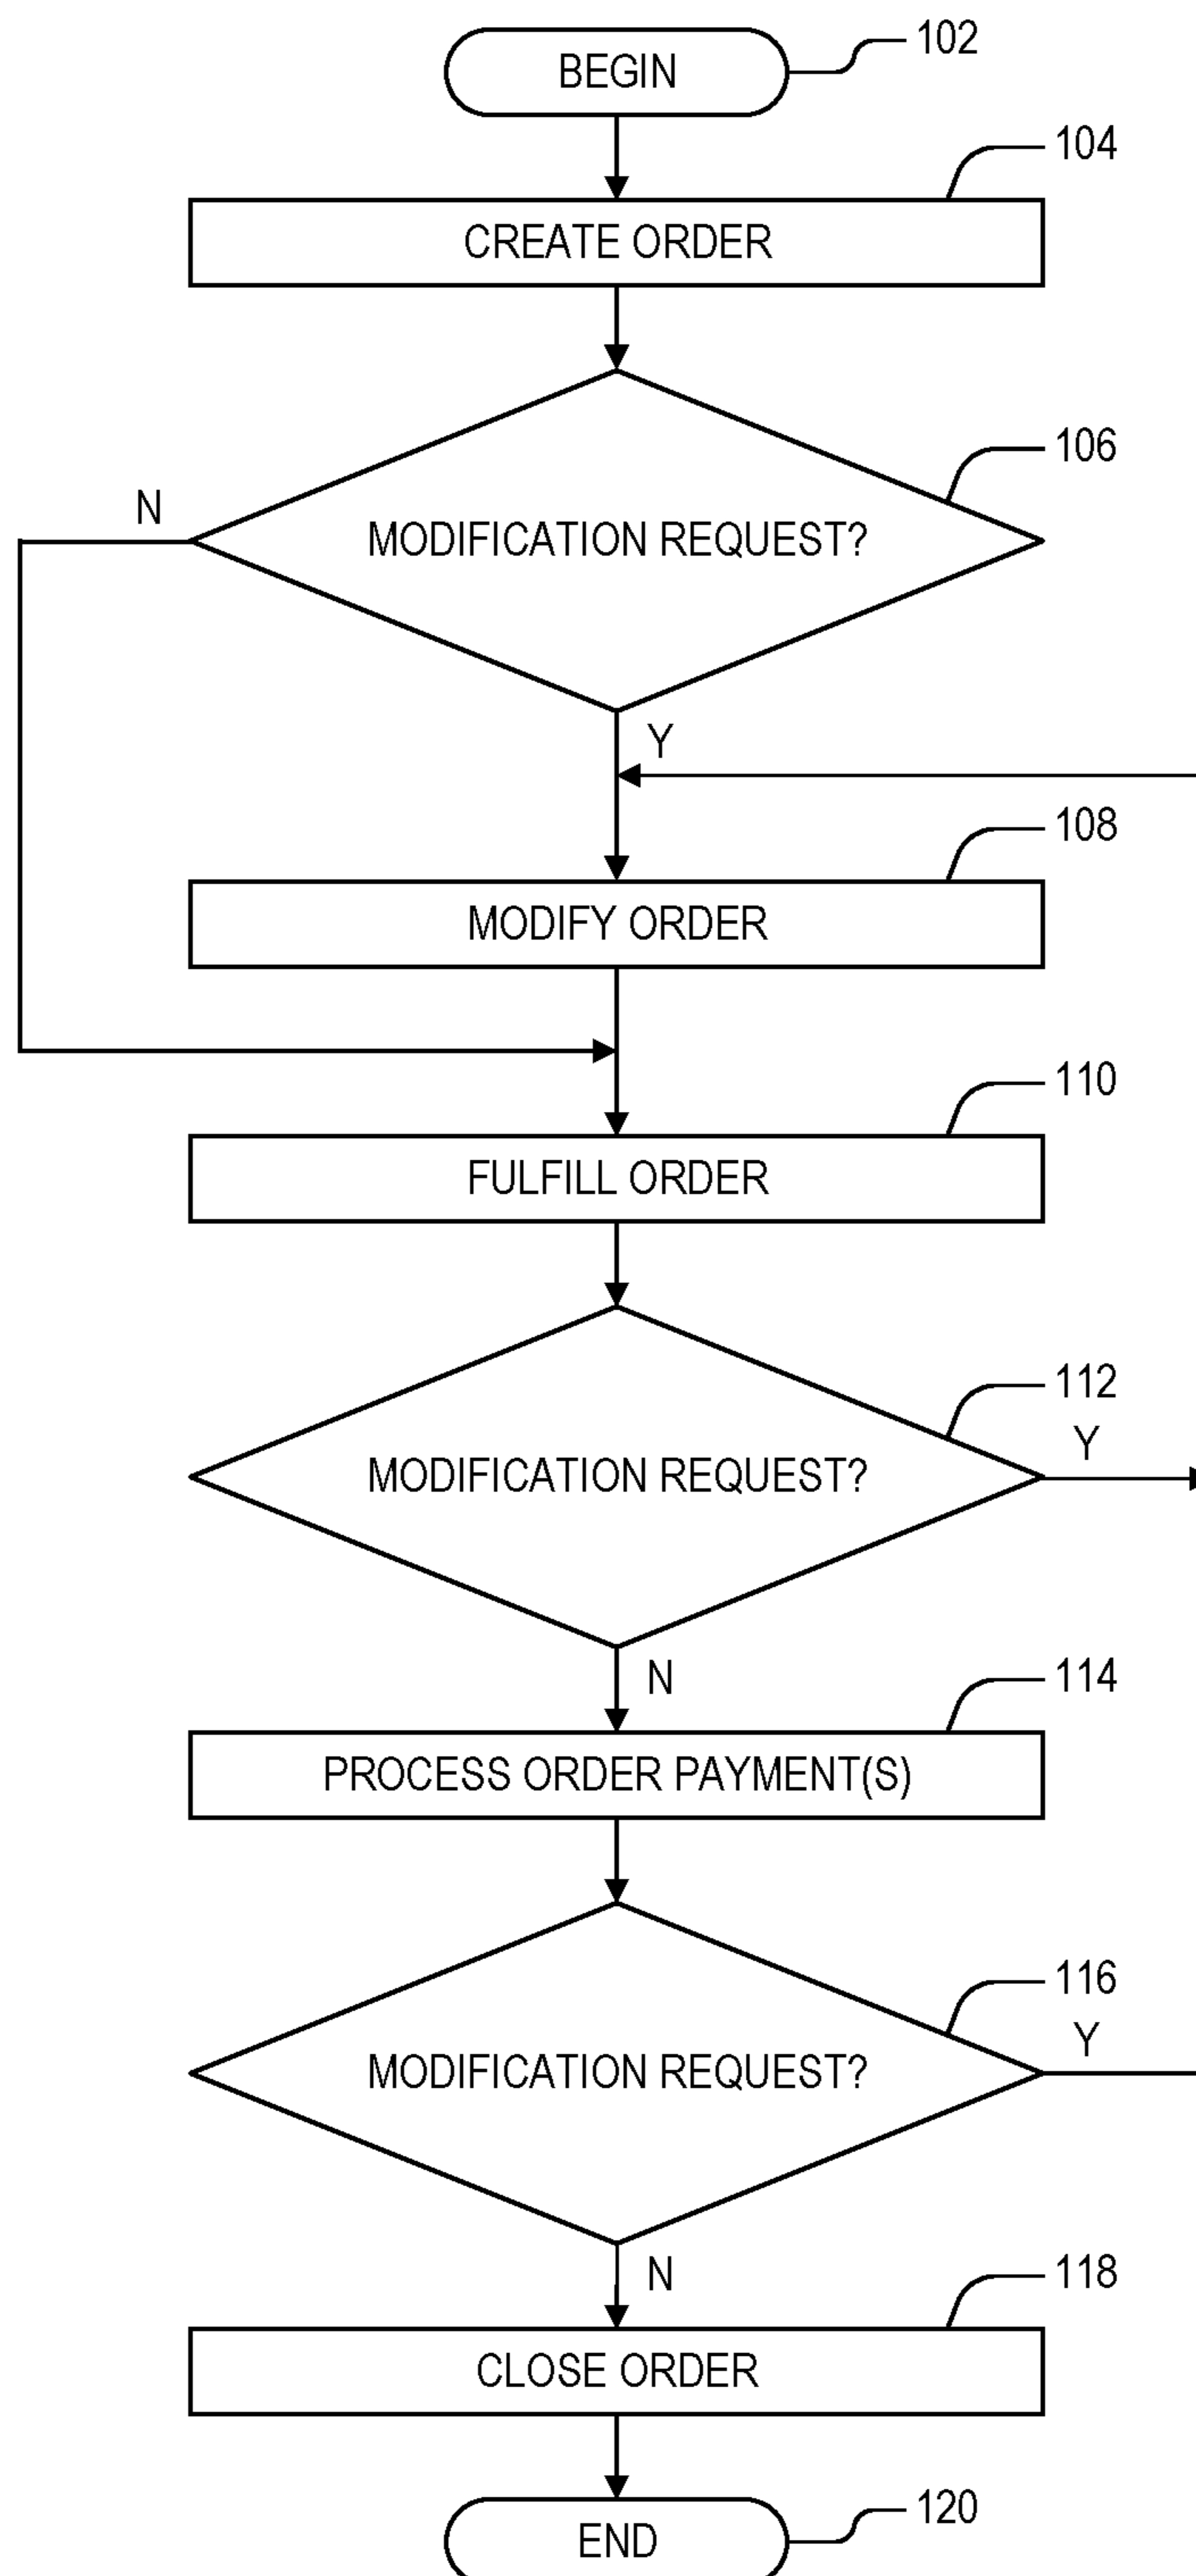 BEGIN
102
104
CREATE ORDER
106
N
MODIFICATION REQUEST?
Y
108
MODIFY ORDER
110
FULFILL ORDER
112
Y
MODIFICATION REQUEST?
N
114
PROCESS ORDER PAYMENT(S)
116
Y
MODIFICATION REQUEST?
N
118
CLOSE ORDER
120
END